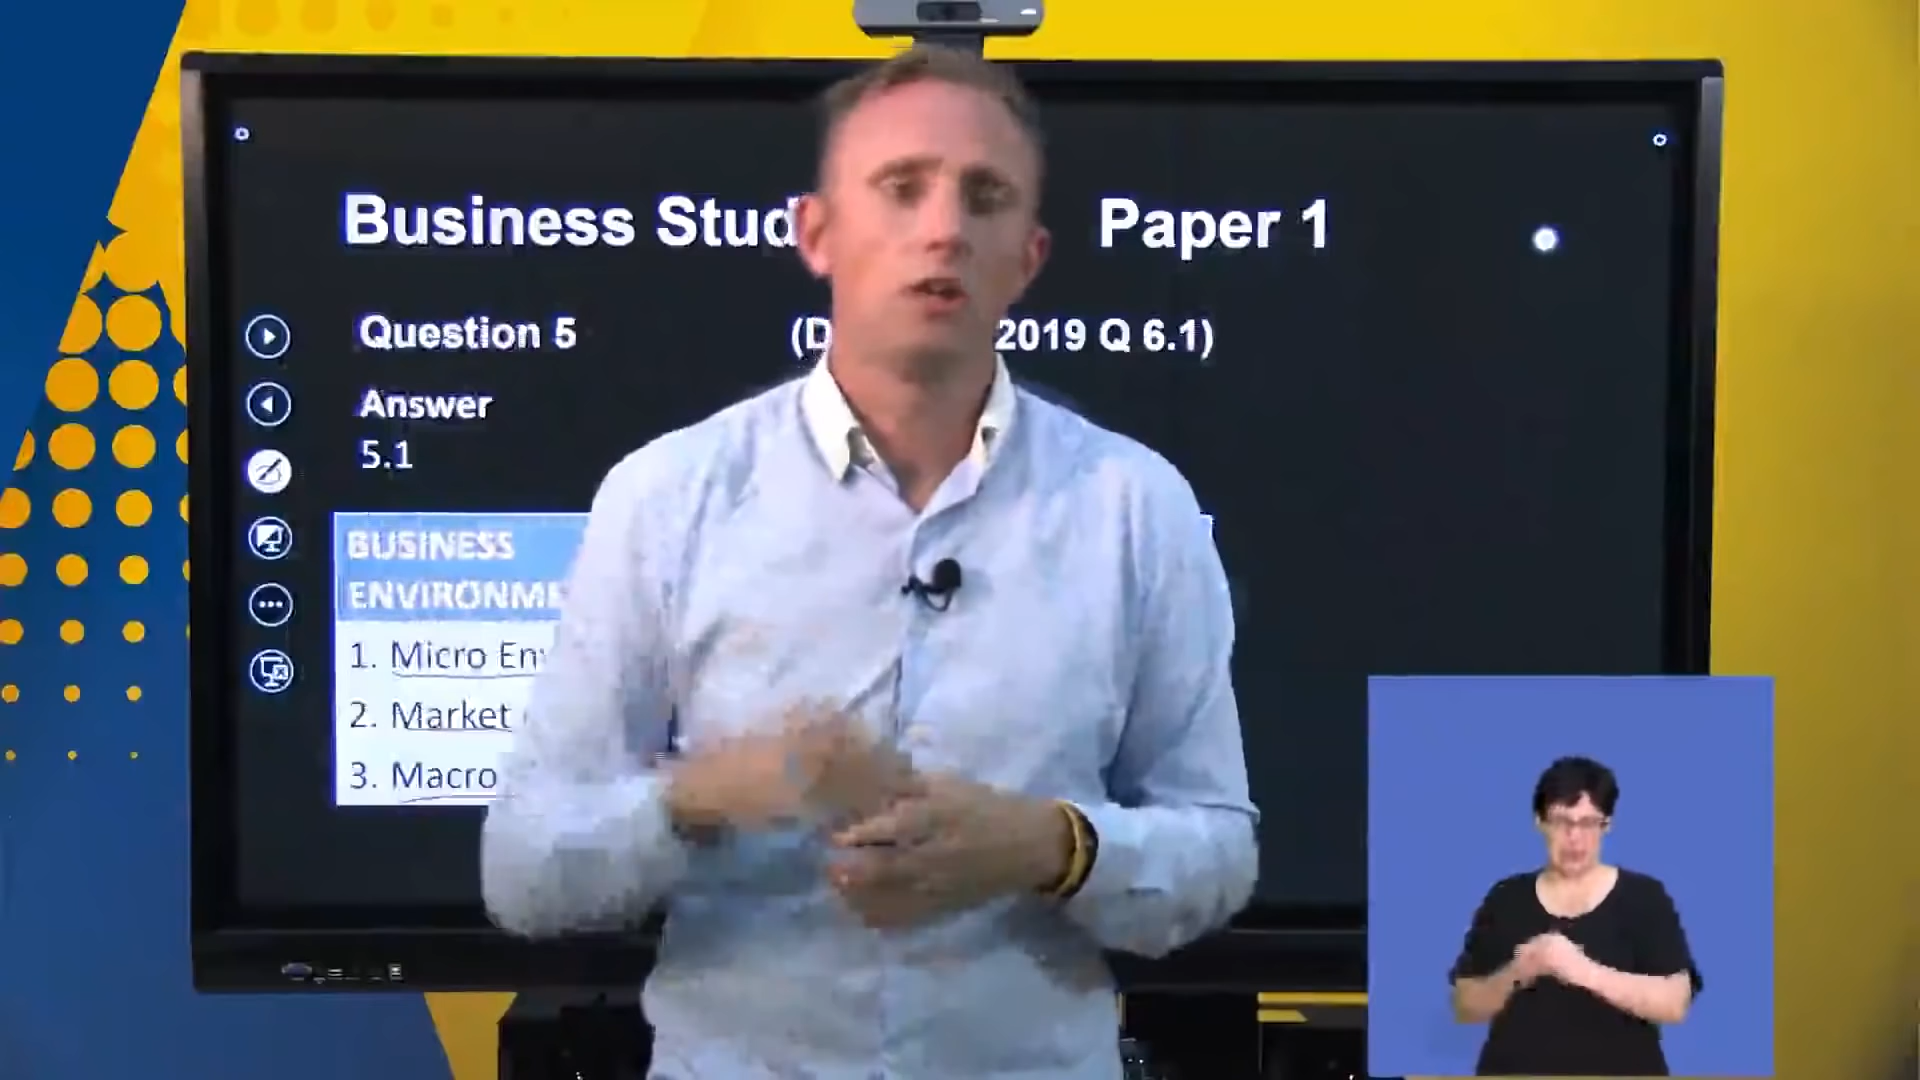 Business Stud Paper 1
Question 5 (D 2019 Q 6.1)
Answer
5.1
BUSINESS
ENVIRONME
1. Micro Env
2. Market
3. Macro